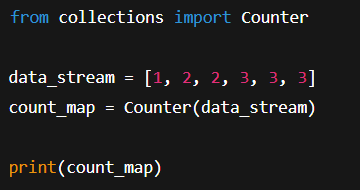 from collections import Counter
data_stream = [1, 2, 2, 3, 3, 3]
count_map = Counter(data_stream)
print(count_map)